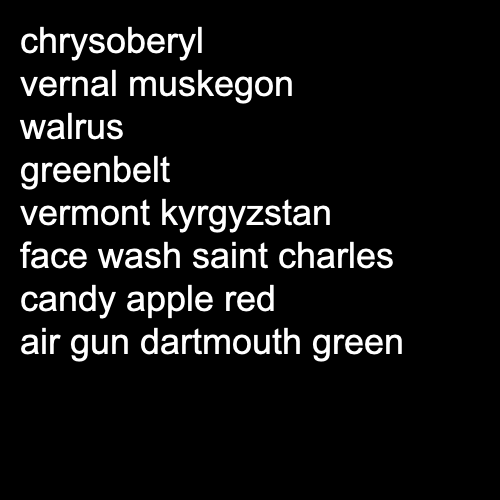 chrysoberyl
vernal muskegon
walrus
greenbelt
vermont kyrgyzstan
face wash saint charles
candy apple red
air gun dartmouth green